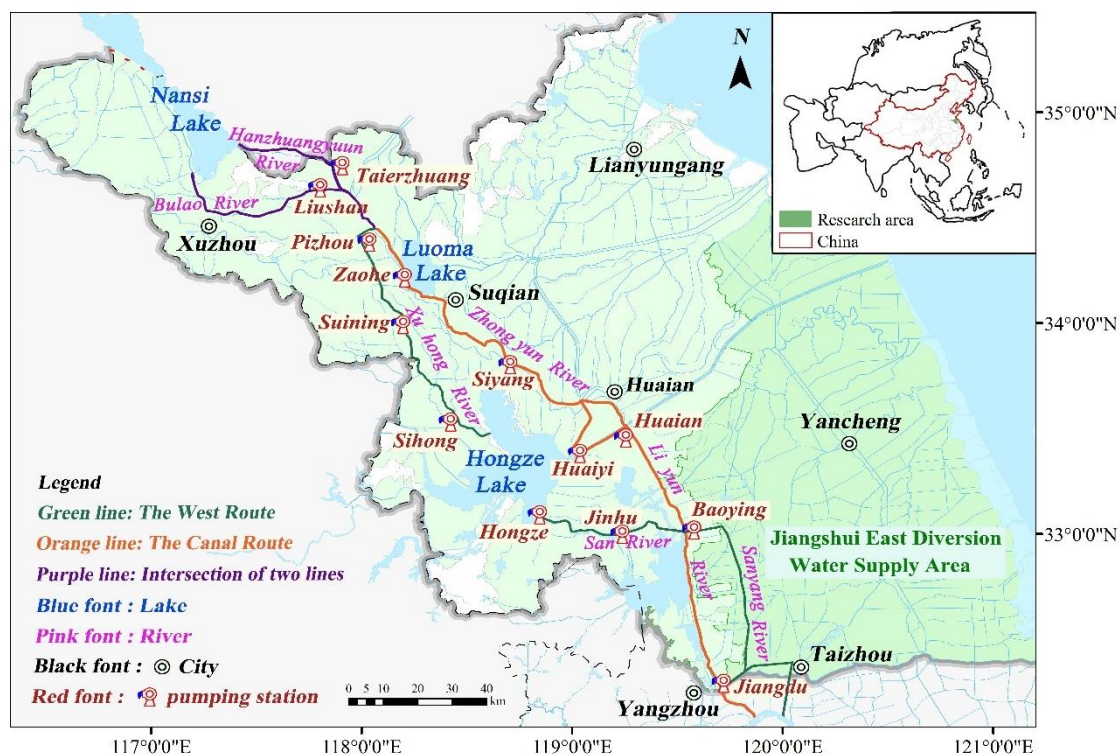 N
Nansi
Lake
Hanzhuangyuun
River
Taierzhuang
Liushan
Bulao River
Xuzhou
Pizhou
Luoma
Lake
Zaohe
Suqian
Suining
Xu hong River
Zhong yun River
Siyang
Lianyungang
Huaian
Huaian
Sihong
Huaiyi
Hongze
Lake
Li yun River
Yancheng
Hongze
Jinhu
San River
Baoying
Sanyang River
Jiangshui East Diversion
Water Supply Area
Taizhou
Jiangdu
Yangzhou
Research area
China
35°0'0"N
34°0'0"N
33°0'0"N
117°0'0"E
118°0'0"E
119°0'0"E
120°0'0"E
121°0'0"E
Legend
Green line: The West Route
Orange line: The Canal Route
Purple line: Intersection of two lines
Blue font : Lake
Pink font : River
Black font : City
Red font : pumping station
0 5 10 20 30 40
km